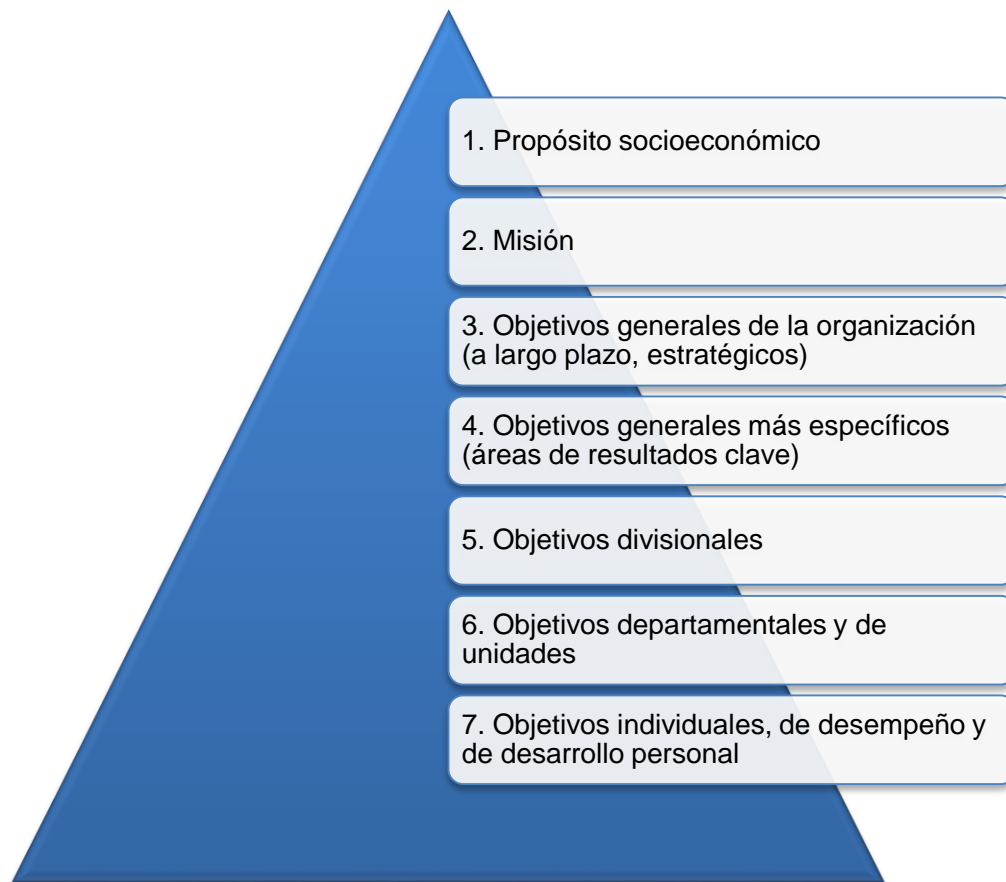 1. Propósito socioeconómico
2. Misión
3. Objetivos generales de la organización
(a largo plazo, estratégicos)
4. Objetivos generales más específicos
(áreas de resultados clave)
5. Objetivos divisionales
6. Objetivos departamentales y de
unidades
7. Objetivos individuales, de desempeño y
de desarrollo personal